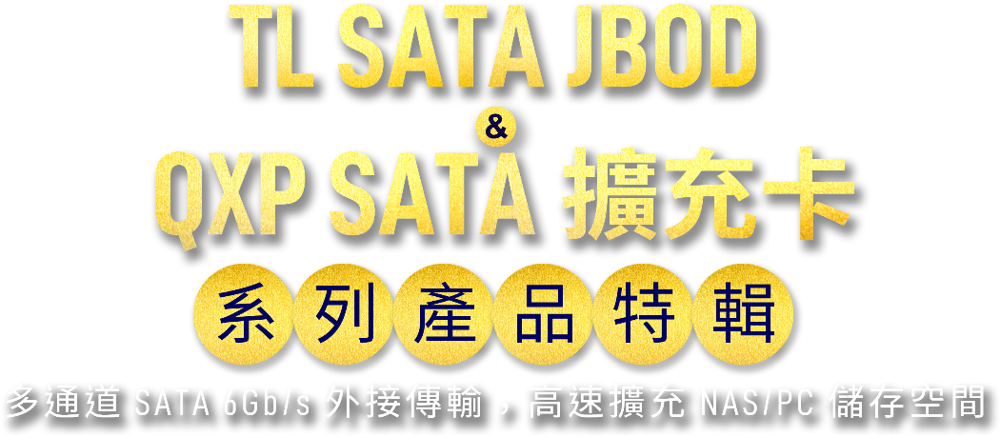 TL SATA JBOD
&
QXP SATA 擴充卡
系列產品特輯
多通道 SATA 6Gb/s 外接傳輸，高速擴充 NAS/PC 儲存空間